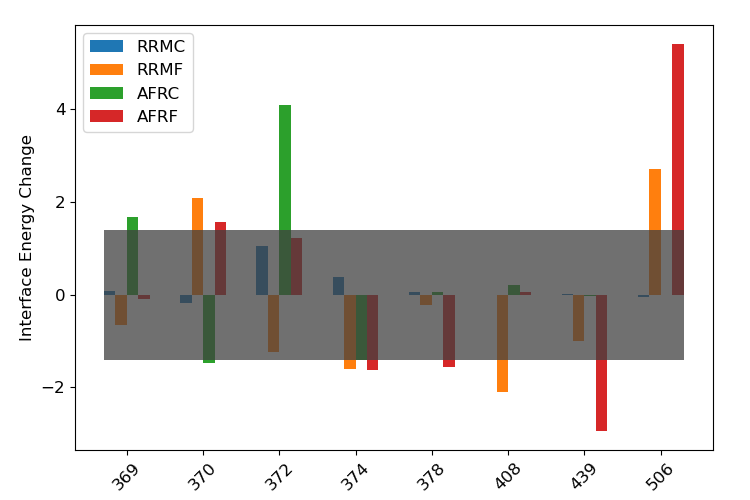 RRMC
RRMF
AFRC
AFRF
Interface Energy Change
4
2
0
−2
369
370
372
374
378
408
439
506